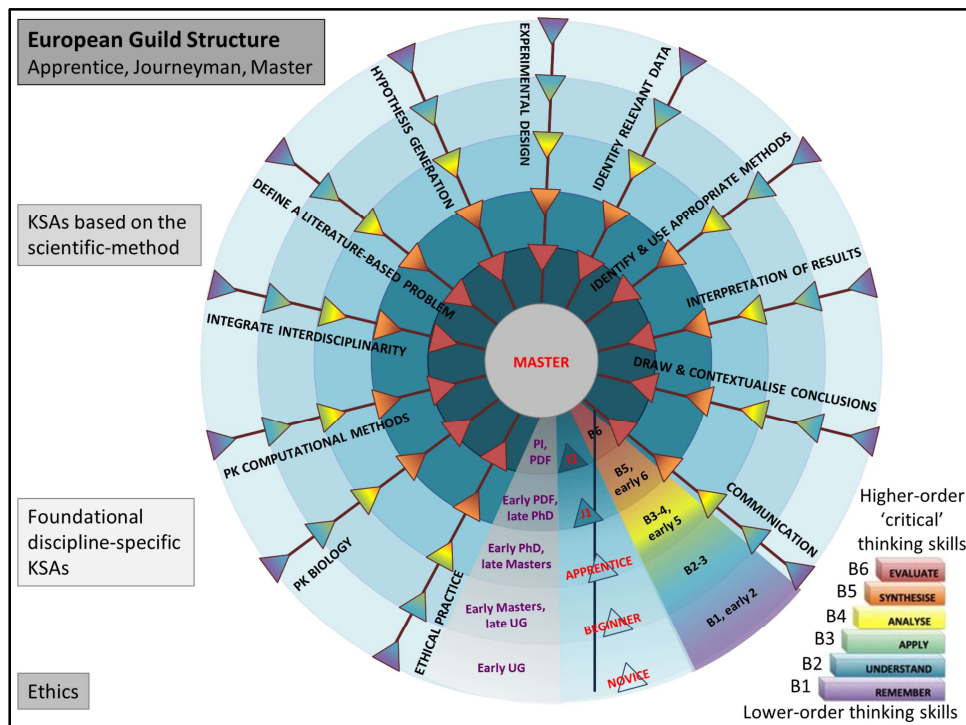 European Guild Structure
Apprentice, Journeyman, Master
KSAs based on the
scientific-method
Foundational
discipline-specific
KSAs
Ethics
ETHICAL PRACTICE
PK BIOLOGY
PK COMPUTATIONAL METHODS
INTEGRATE INTERDISCIPLINARITY
DEFINE A LITERATURE-BASED PROBLEM
HYPOTHESIS GENERATION
EXPERIMENTAL DESIGN
IDENTIFY RELEVANT DATA
IDENTIFY & USE APPROPRIATE METHODS
INTERPRETATION OF RESULTS
DRAW & CONTEXTUALISE CONCLUSIONS
COMMUNICATION
MASTER
PI,
PDF
J2
B6
Early PDF,
late PhD
J1
B5,
early 6
Early PhD,
late Masters
APPRENTICE
B3-4,
early 5
Early Masters,
late UG
BEGINNER
B2-3
Early UG
NOVICE
B1, early 2
Higher-order
‘critical’
thinking skills
B6 EVALUATE
B5 SYNTHESISE
B4 ANALYSE
B3 APPLY
B2 UNDERSTAND
B1 REMEMBER
Lower-order thinking skills